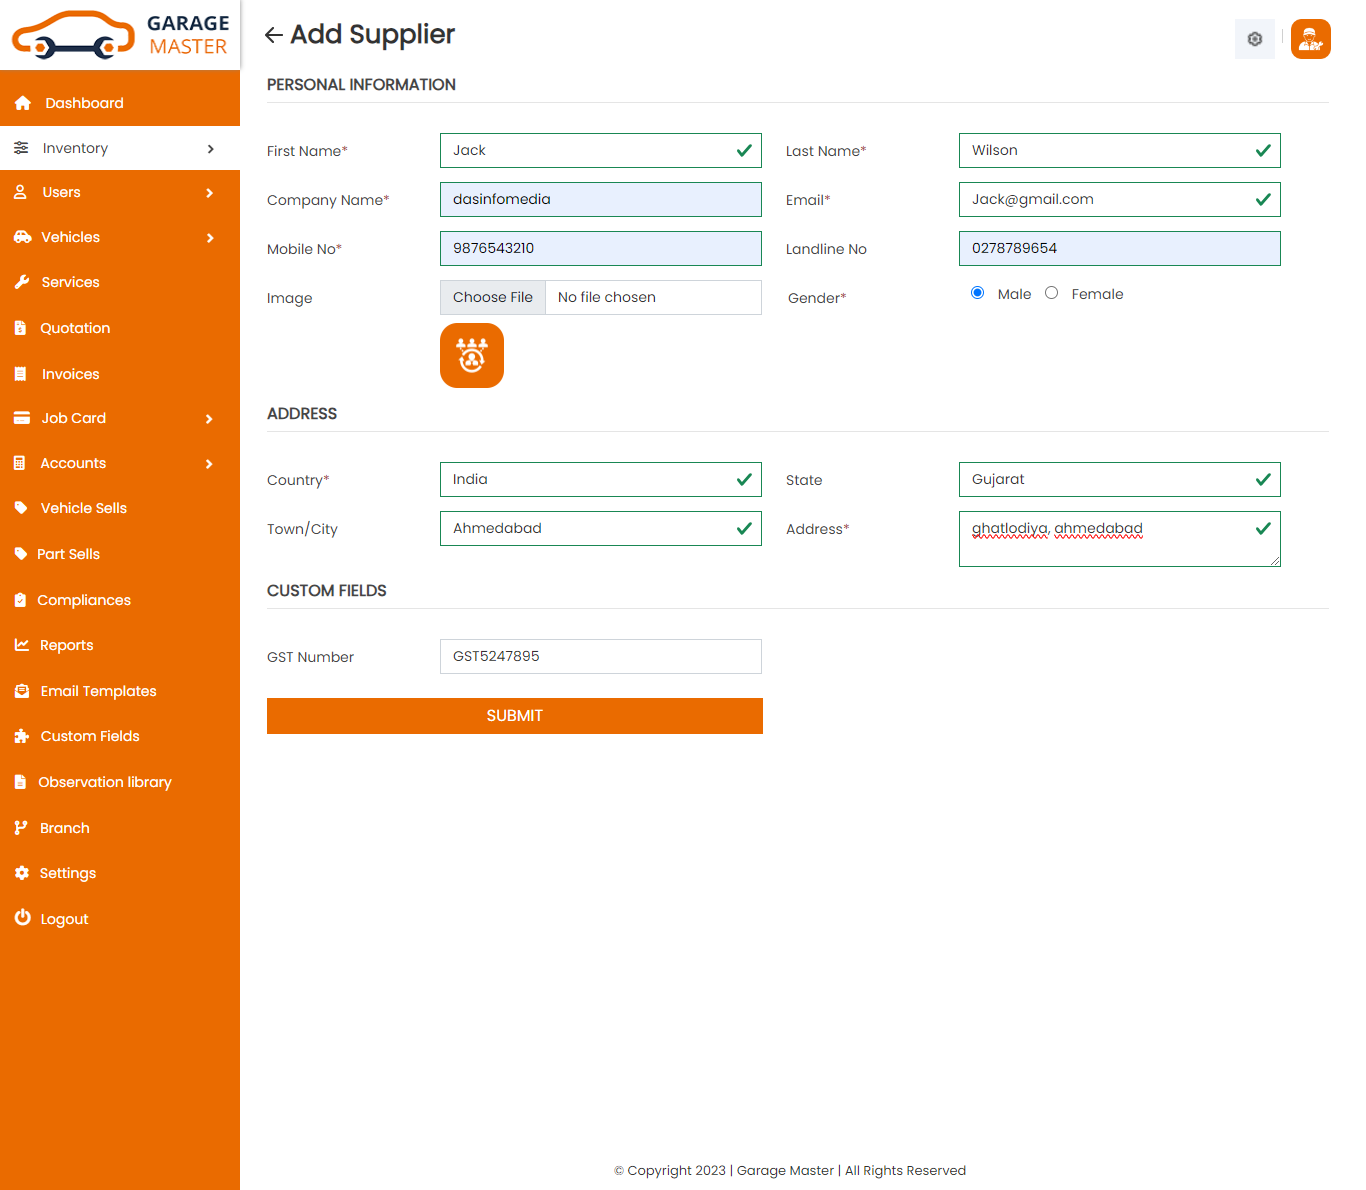 GARAGE
MASTER
Dashboard
Inventory
Users
Vehicles
Services
Quotation
Invoices
Job Card
Accounts
Vehicle Sells
Part Sells
Compliances
Reports
Email Templates
Custom Fields
Observation library
Branch
Settings
Logout
Add Supplier
PERSONAL INFORMATION
First Name* Jack Last Name* Wilson
Company Name* dasinfomedia Email* Jack@gmail.com
Mobile No* 9876543210 Landline No 0278789654
Image Choose File No file chosen Gender* Male Female
ADDRESS
Country* India State Gujarat
Town/City Ahmedabad Address* ghatlodiya, ahmedabad
CUSTOM FIELDS
GST Number GST5247895
SUBMIT
© Copyright 2023 | Garage Master | All Rights Reserved